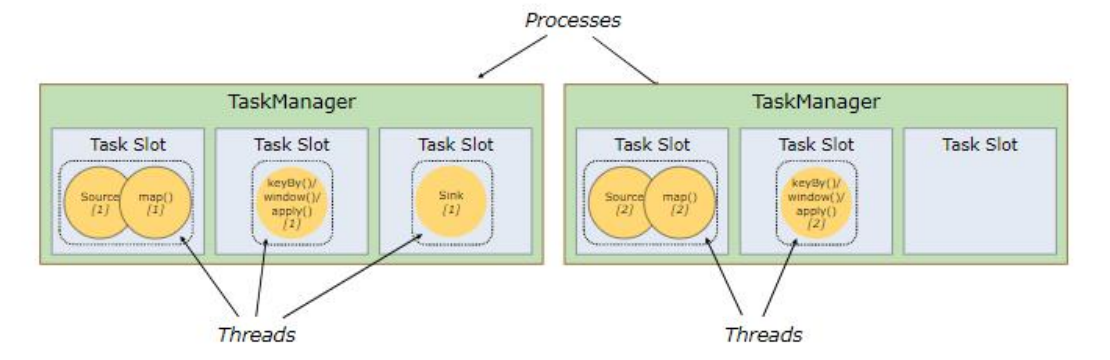 Processes
TaskManager
Task Slot
Source
[1]
map()
[1]
Task Slot
keyBy()/
window()/
apply()
[1]
Task Slot
Sink
[1]
Threads
TaskManager
Task Slot
Source
[2]
map()
[2]
Task Slot
keyBy()/
window()/
apply()
[2]
Task Slot
Threads